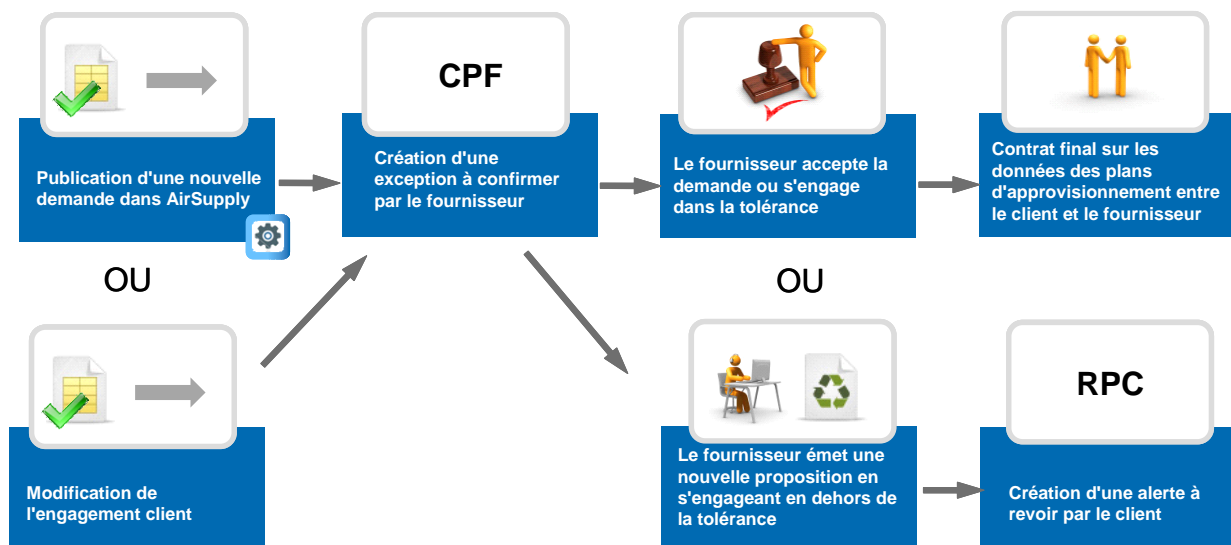 CPF
Publication d'une nouvelle
demande dans AirSupply
Création d'une
exception à confirmer
par le fournisseur
Le fournisseur accepte la
demande ou s'engage
dans la tolérance
Contrat final sur les
données des plans
d'approvisionnement entre
le client et le fournisseur
OU
OU
RPC
Modification de
l'engagement client
Le fournisseur émet une
nouvelle proposition en
s'engageant en dehors de
la tolérance
Création d'une alerte à
revoir par le client